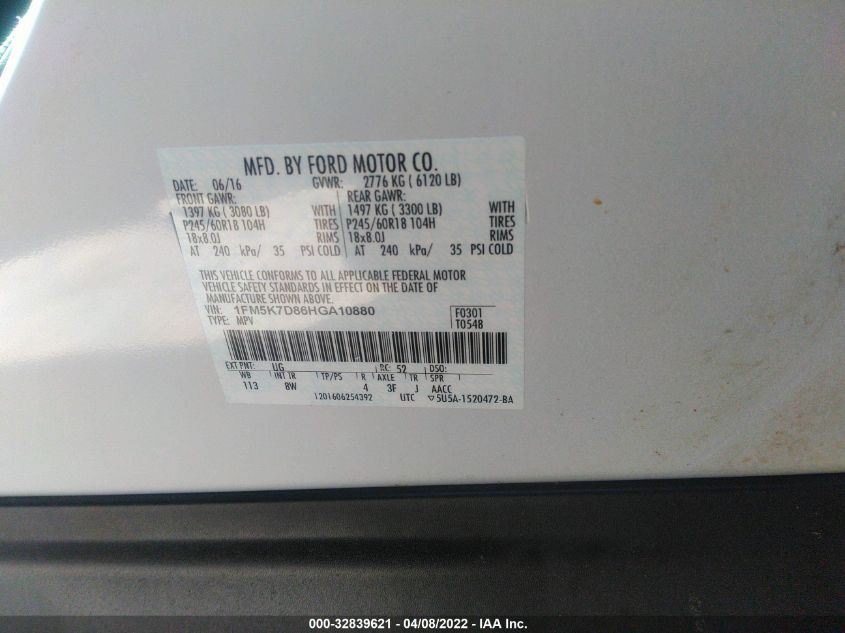 MFD. BY FORD MOTOR CO.
DATE: 06/16 GVWR: 2776 KG ( 6120 LB)
FRONT GAWR: REAR GAWR:
1397 KG ( 3080 LB) WITH 1497 KG ( 3300 LB) WITH
P245/60R18 104H TIRES P245/60R18 104H TIRES
18x8.0J RIMS 18x8.0J RIMS
AT 240 kPa/ 35 PSI COLD AT 240 kPa/ 35 PSI COLD
THIS VEHICLE CONFORMS TO ALL APPLICABLE FEDERAL MOTOR
VEHICLE SAFETY STANDARDS IN EFFECT ON THE DATE OF
MANUFACTURE SHOWN ABOVE.
VIN: 1FM5K7D86HGA10880 F0301
TYPE: MPV T0548
EXT PNT: UG RC: 52 DSO:
WB INT TR TP/PS R AXLE TR SPR
113 8W 4 3F J AACC
1201606254392 UTC ▽5U5A-1520472-BA
000-32839621 - 04/08/2022 - IAA Inc.